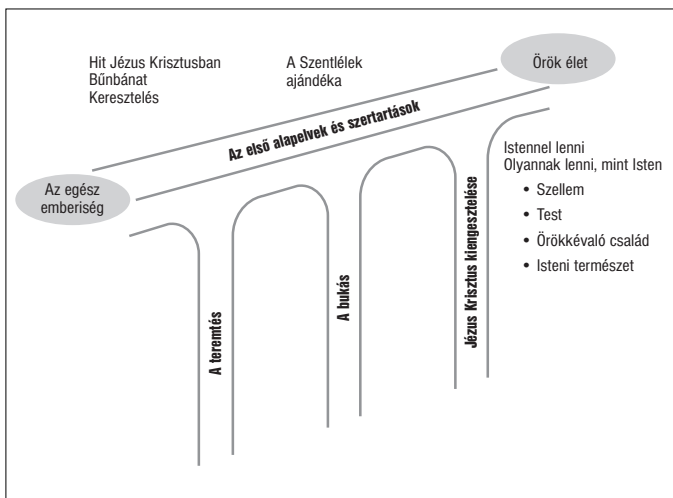 Hit Jézus Krisztusban
Bűnbánat
Keresztelés
A Szentlélek
ajándéka
Örök élet
Az első alapelvek és szertartások
Az egész
emberiség
Istennel lenni
Olyannak lenni, mint Isten
• Szellem
• Test
• Örökkévaló család
• Isteni természet
A teremtés
A bukás
Jézus Krisztus kiengesztelése